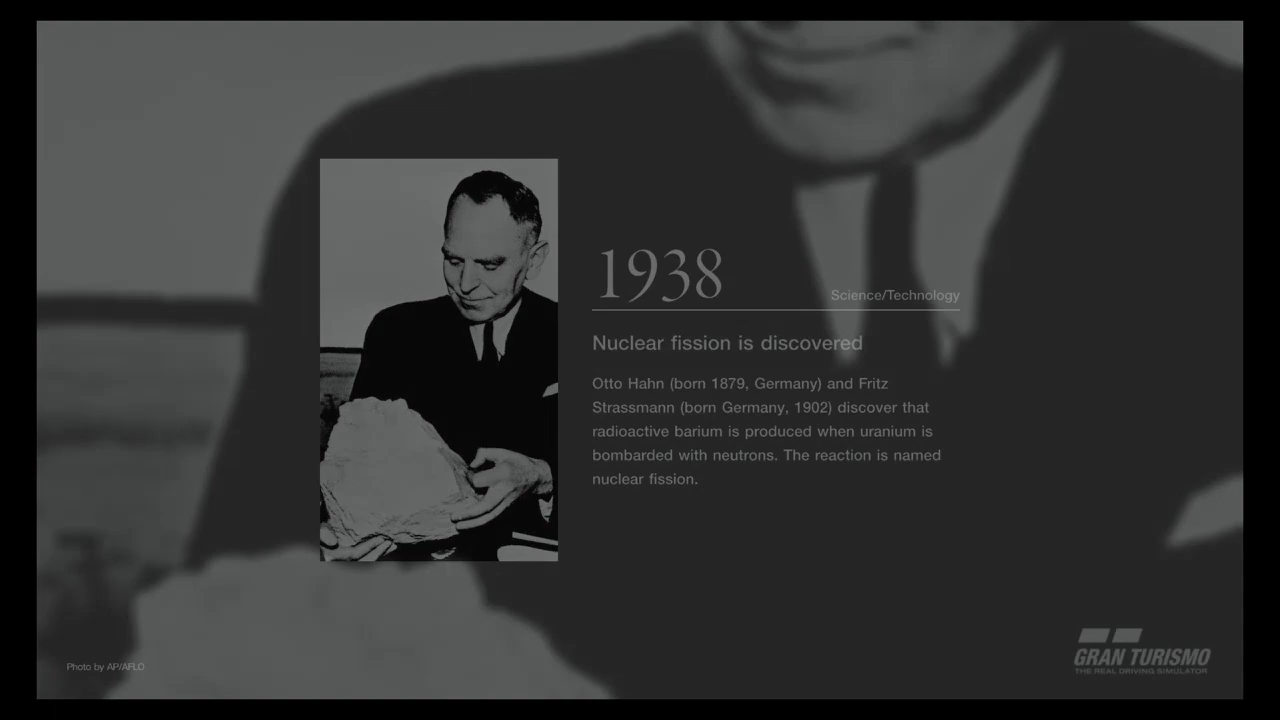 1938
Science/Technology
Nuclear fission is discovered
Otto Hahn (born 1879, Germany) and Fritz
Strassmann (born Germany, 1902) discover that
radioactive barium is produced when uranium is
bombarded with neutrons. The reaction is named
nuclear fission.
Photo by AP/AFLO
GRAN TURISMO
THE REAL DRIVING SIMULATOR